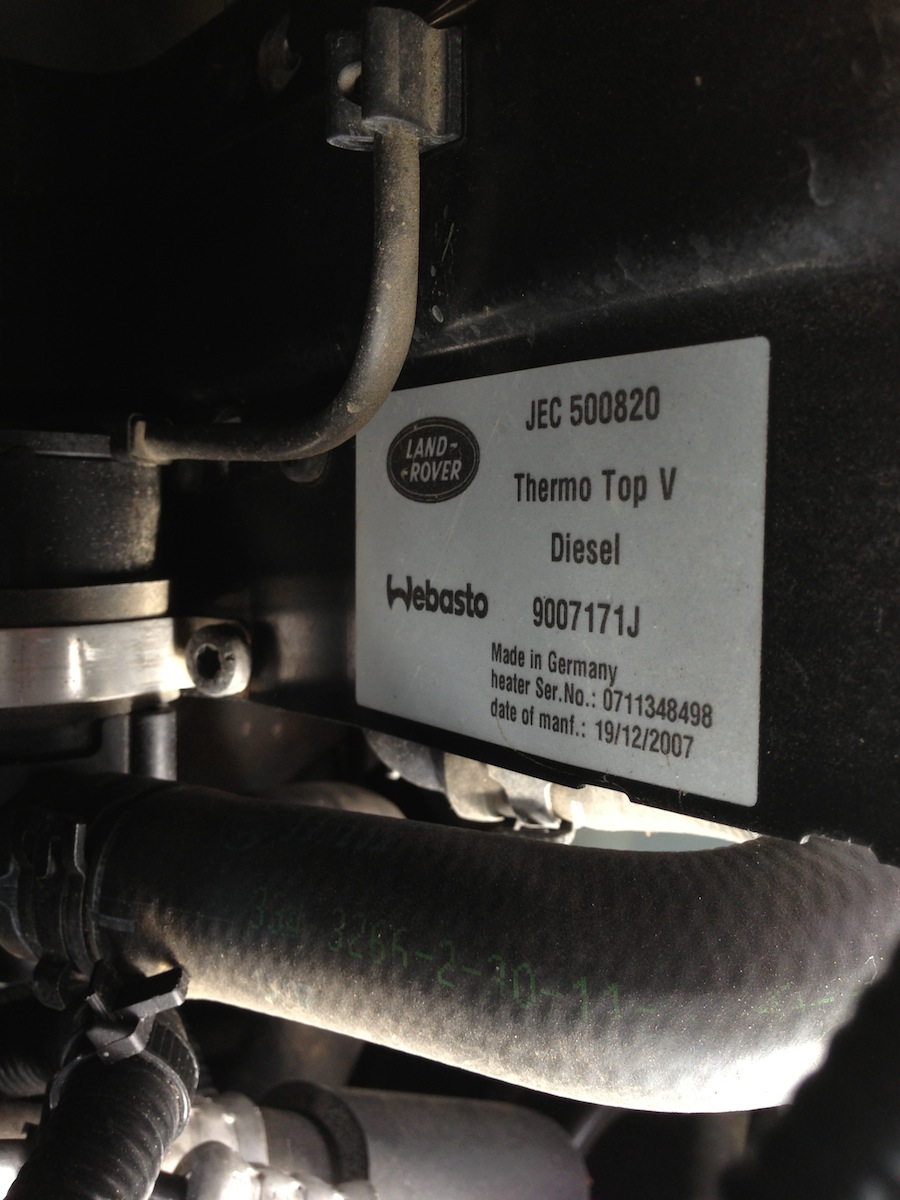 JEC 500820
LAND-
-ROVER
Thermo Top V
Diesel
Webasto
9007171J
Made in Germany
heater Ser.No.: 0711348498
date of manf.: 19/12/2007